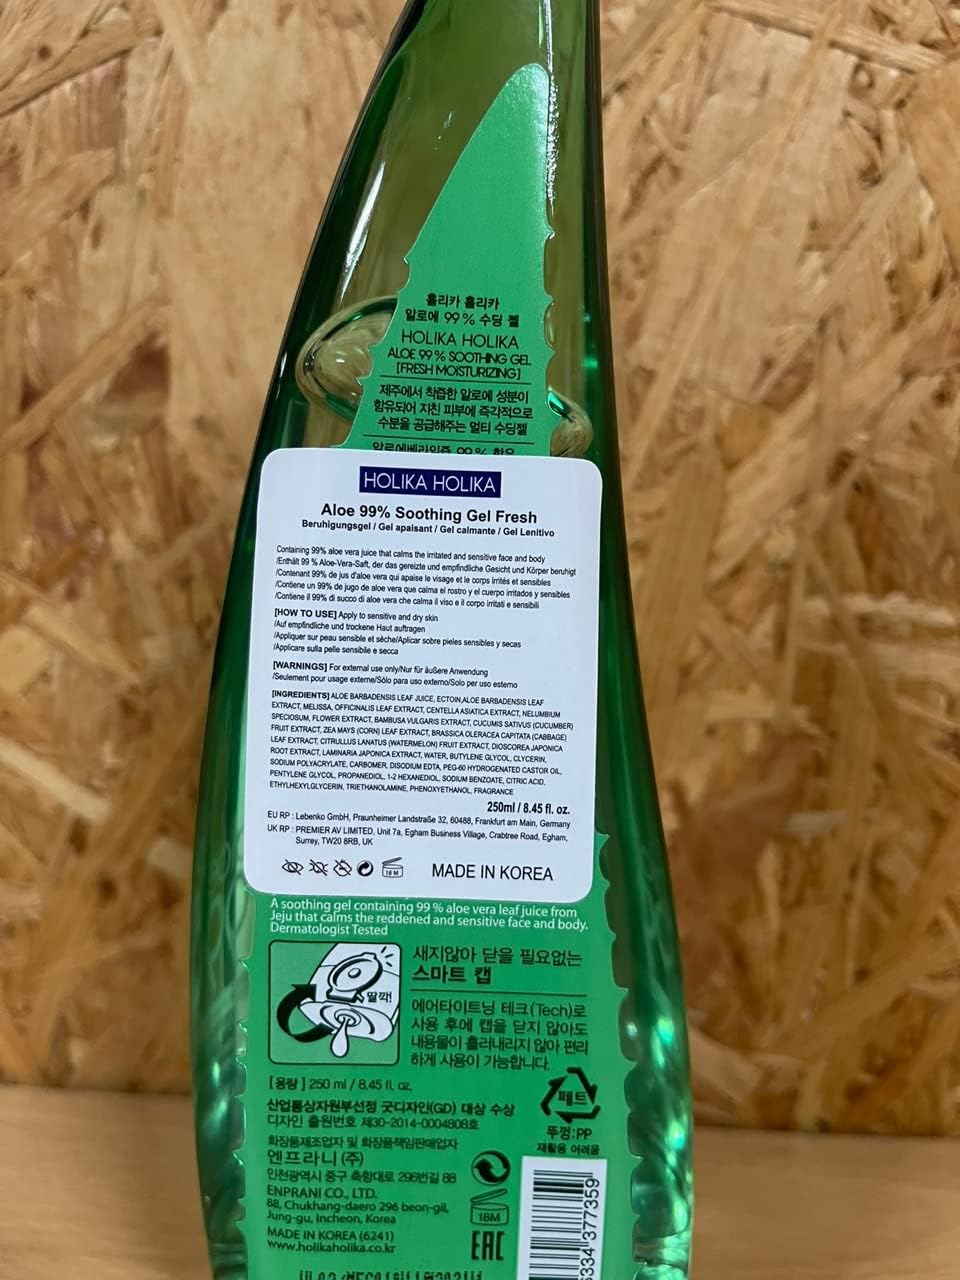 홀리카 홀리카
알로에 99 % 수딩 젤
HOLIKA HOLIKA
ALOE 99 % SOOTHING GEL
[FRESH MOISTURIZING]
제주에서 착즙한 알로에 성분이
함유되어 지친 피부에 즉각적으로
수분을 공급해주는 멀티 수딩젤
HOLIKA HOLIKA
Aloe 99% Soothing Gel Fresh
Beruhigungsgel / Gel apaisant / Gel calmante / Gel Lenitivo
Containing 99% aloe vera juice that calms the irritated and sensitive face and body
/Enthält 99 % Aloe-Vera-Saft, der das gereizte und empfindliche Gesicht und Körper beruhigt
/Contenant 99% de jus d'aloe vera qui apaise le visage et le corps irrités et sensibles
/Contiene un 99% de jugo de aloe vera que calma el rostro y el cuerpo irritados y sensibles
/Contiene il 99% di succo di aloe vera che calma il viso e il corpo irritati e sensibili
[HOW TO USE] Apply to sensitive and dry skin
/Auf empfindliche und trockene Haut auftragen
/Appliquer sur peau sensible et sèche/Aplicar sobre pieles sensibles y secas
/Applicare sulla pelle sensibile e secca
[WARNINGS] For external use only/Nur für äußere Anwendung
/Seulement pour usage externe/Sólo para uso externo/Solo per uso esterno
[INGREDIENTS] ALOE BARBADENSIS LEAF JUICE, ECTOIN,ALOE BARBADENSIS LEAF
EXTRACT, MELISSA, OFFICINALIS LEAF EXTRACT, CENTELLA ASIATICA EXTRACT, NELUMBIUM
SPECIOSUM, FLOWER EXTRACT, BAMBUSA VULGARIS EXTRACT, CUCUMIS SATIVUS (CUCUMBER)
FRUIT EXTRACT, ZEA MAYS (CORN) LEAF EXTRACT, BRASSICA OLERACEA CAPITATA (CABBAGE)
LEAF EXTRACT, CITRULLUS LANATUS (WATERMELON) FRUIT EXTRACT, DIOSCOREA JAPONICA
ROOT EXTRACT, LAMINARIA JAPONICA EXTRACT, WATER, BUTYLENE GLYCOL, CLYCERIN,
SODIUM POLYACRYLATE, CARBOMER, DISODIUM EDTA, PEG-60 HYDROGENATED CASTOR OIL,
PENTYLENE GLYCOL, PROPANEDIOL, 1-2 HEXANEDIOL, SODIUM BENZOATE, CITRIC ACID,
ETHYLHEXYLGLYCERIN, TRIETHANOLAMINE, PHENOXYETHANOL, FRAGRANCE
250ml / 8.45 fl. oz.
EU RP : Lebenko GmbH, Praunheimer Landstraße 32, 60488, Frankfurt am Main, Germany
UK RP : PREMIER AV LIMITED, Unit 7a, Egham Business Village, Crabtree Road, Egham,
Surrey, TW20 8RB, UK
18 M
MADE IN KOREA
A soothing gel containing 99 % aloe vera leaf juice from
Jeju that calms the reddened and sensitive face and body.
Dermatologist Tested
딸깍!
새지않아 닫을 필요없는
스마트 캡
에어타이트닝 테크(Tech)로
사용 후에 캡을 닫지 않아도
내용물이 흘러내리지 않아 편리
하게 사용이 가능합니다.
[용량] 250 ml / 8.45 fl. oz.
페트
뚜껑:PP
재활용 어려움
산업통상자원부선정 굿디자인(GD) 대상 수상
디자인 출원번호 제30-2014-0004808호
화장품제조업자 및 화장품책임판매업자
엔프라니 (주)
인천광역시 중구 축항대로 296번길 88
ENPRANI CO., LTD.
88, Chukhang-daero 296 beon-gil,
Jung-gu, Incheon, Korea
MADE IN KOREA (6241)
www.holikaholika.co.kr
18M
EAC
6334 377359